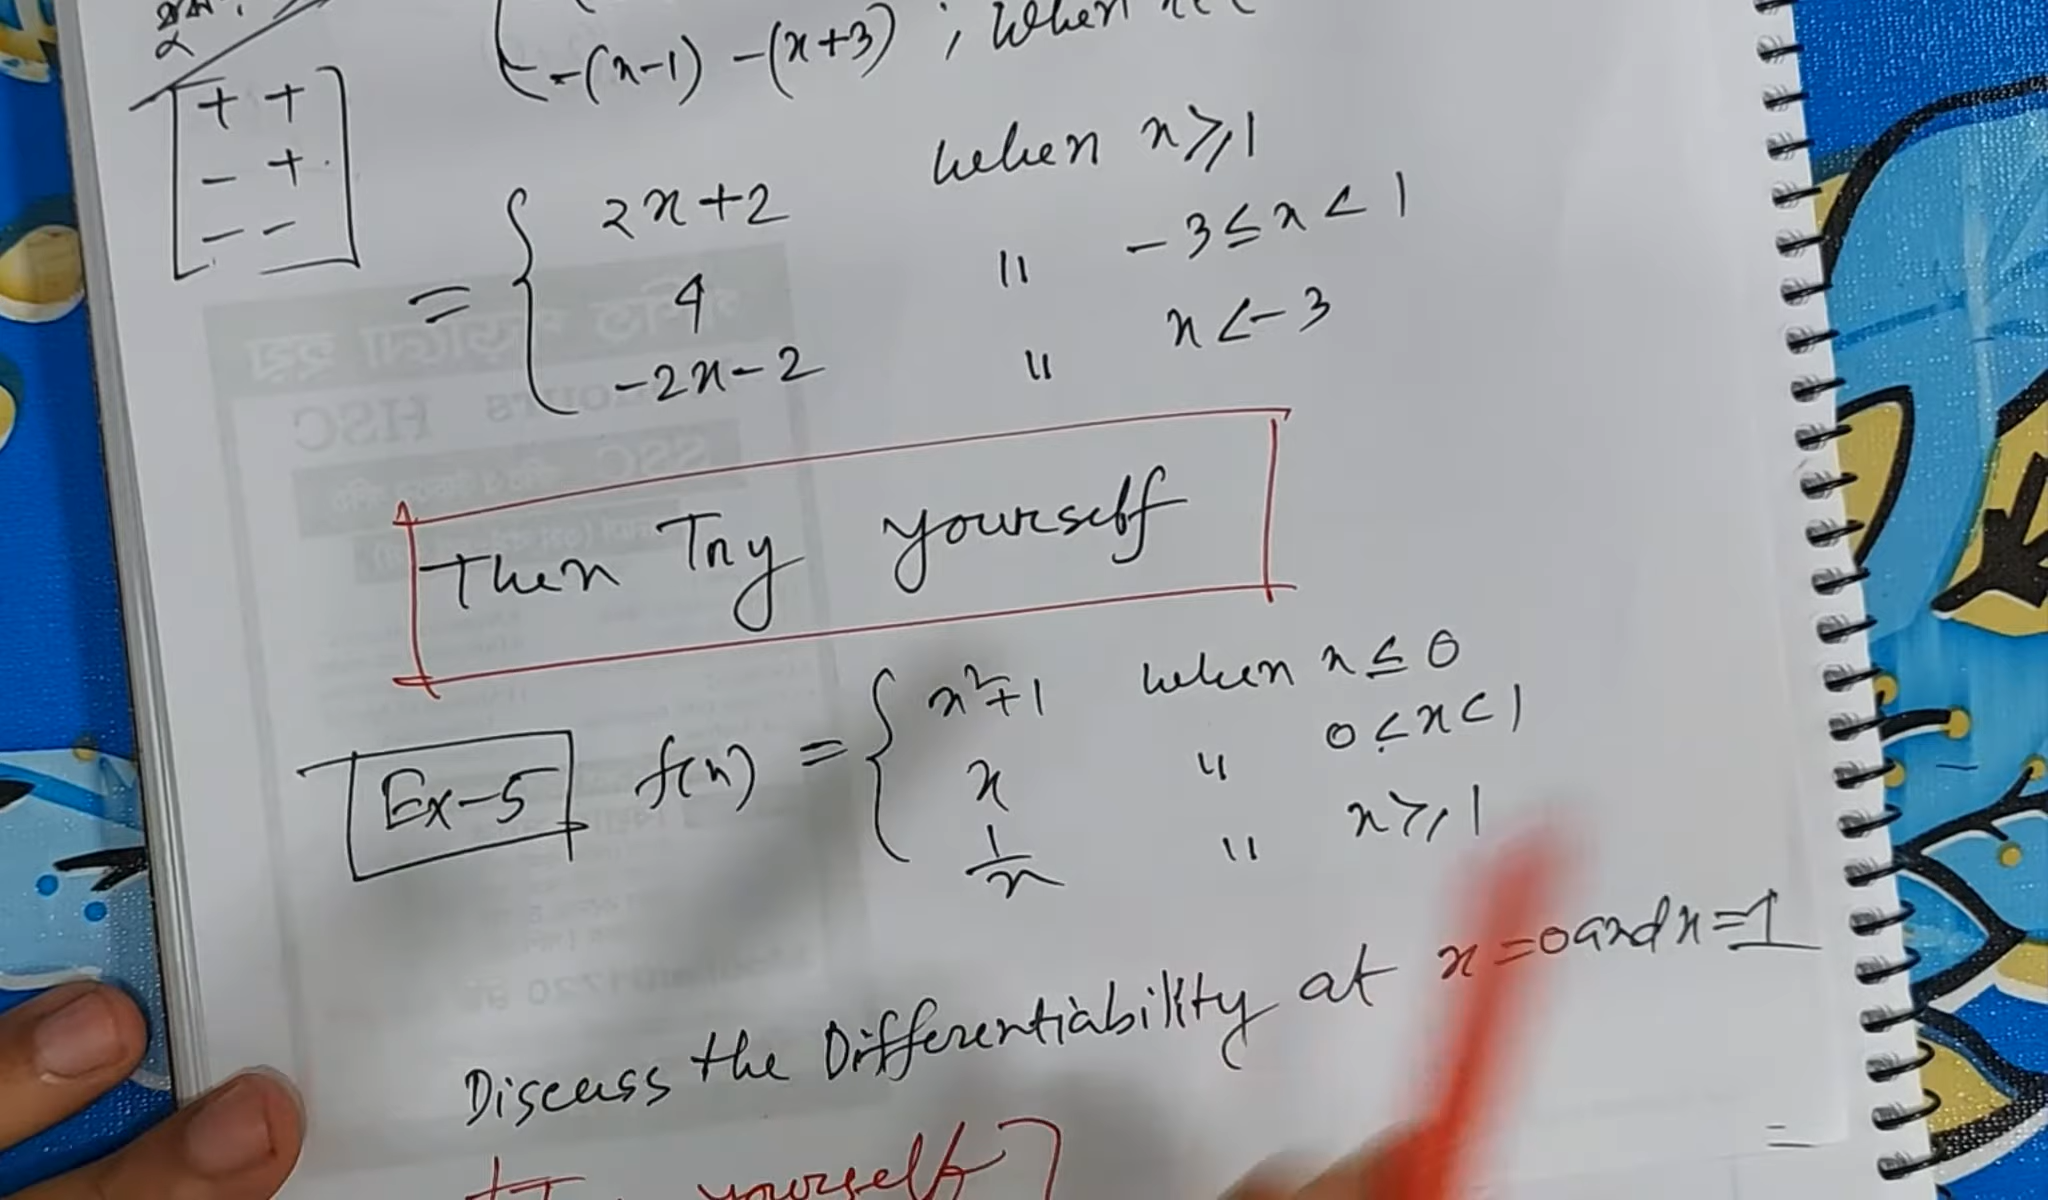 -(x-1) -(x+3) ; When
+ +
- +
- -
= { 2x+2 when x≥1
4 " -3≤x<1
-2x-2 " x<-3
Then Try yourself
Ex-5 f(x) = { x²+1 when x≤0
x " 0<x<1
1/x " x≥1
Discuss the Differentiability at x=0 and x=1
yourself